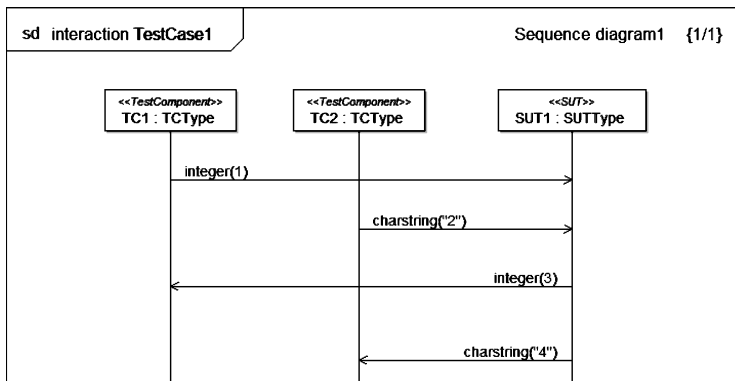 sd interaction TestCase1
Sequence diagram1 {1/1}
<<TestComponent>>
TC1 : TCType
<<TestComponent>>
TC2 : TCType
<<SUT>>
SUT1 : SUTType
integer(1)
charstring("2")
integer(3)
charstring("4")